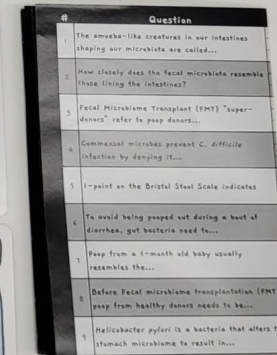 # Question
1 The amoeba-like creatures in our intestines
shaping our microbiota are called...
2 How closely does the fecal microbiota resemble
those lining the intestines?
3 Fecal Microbiome Transplant (FMT) "super-
donors" refer to poop donors...
4 Commensal microbes prevent C. difficile
infection by denying it...
5 1-point on the Bristol Stool Scale indicates
6 To avoid being pooped out during a bout of
diarrhea, gut bacteria need to...
7 Poop from a 1-month old baby usually
resembles the...
8 Before Fecal microbiome transplantation (FMT
poop from healthy donors needs to be...
9 Helicobacter pylori is a bacteria that alters t
stomach microbiome to result in...